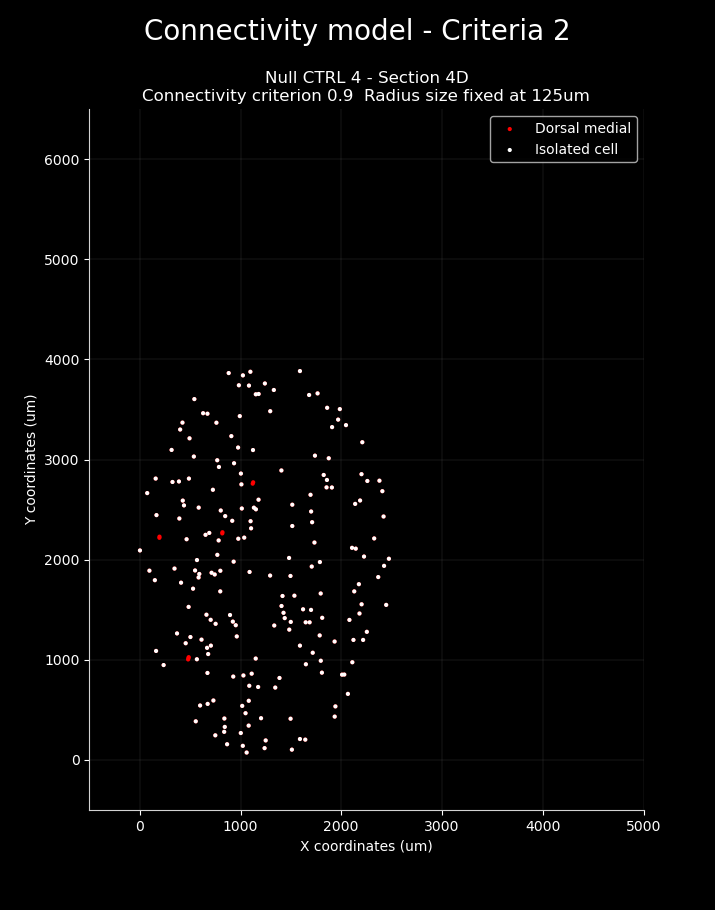 Connectivity model - Criteria 2
Null CTRL 4 - Section 4D
Connectivity criterion 0.9  Radius size fixed at 125um
Dorsal medial
Isolated cell
6000
5000
4000
3000
2000
1000
0
Y coordinates (um)
0 1000 2000 3000 4000 5000
X coordinates (um)